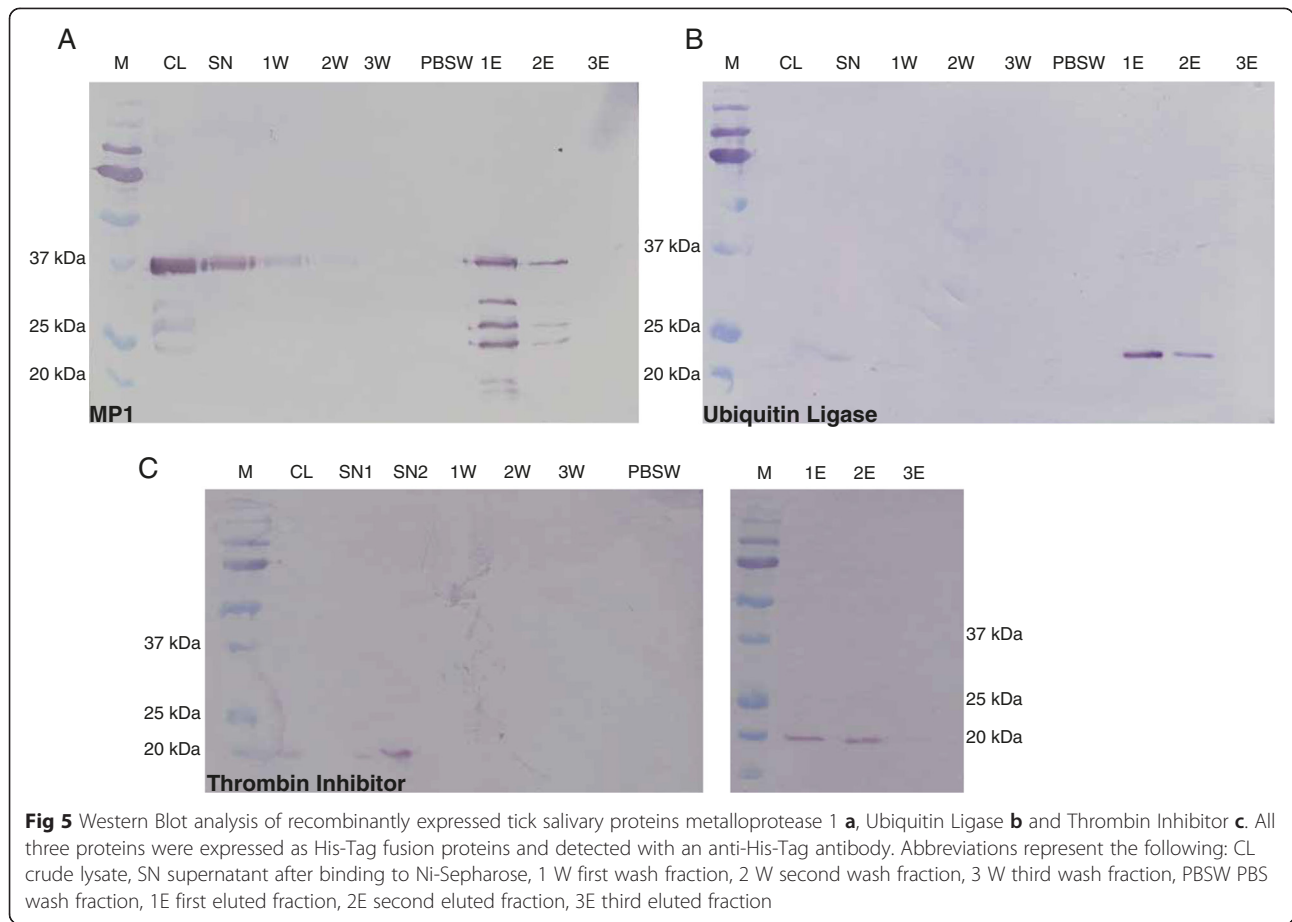 A
M CL SN 1W 2W 3W PBSW 1E 2E 3E
37 kDa
25 kDa
20 kDa
MP1
B
M CL SN 1W 2W 3W PBSW 1E 2E 3E
37 kDa
25 kDa
20 kDa
Ubiquitin Ligase
C
M CL SN1 SN2 1W 2W 3W PBSW
37 kDa
25 kDa
20 kDa
Thrombin Inhibitor
M 1E 2E 3E
37 kDa
25 kDa
20 kDa
Fig 5 Western Blot analysis of recombinantly expressed tick salivary proteins metalloprotease 1 a, Ubiquitin Ligase b and Thrombin Inhibitor c. All
three proteins were expressed as His-Tag fusion proteins and detected with an anti-His-Tag antibody. Abbreviations represent the following: CL
crude lysate, SN supernatant after binding to Ni-Sepharose, 1 W first wash fraction, 2 W second wash fraction, 3 W third wash fraction, PBSW PBS
wash fraction, 1E first eluted fraction, 2E second eluted fraction, 3E third eluted fraction